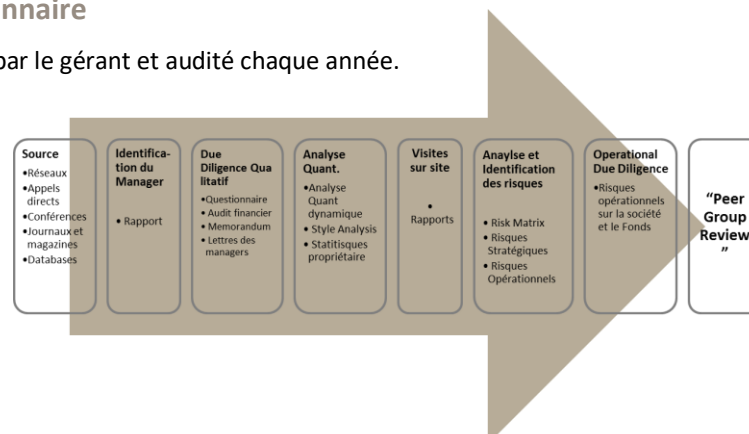 nnaire
par le gérant et audité chaque année.
Source
•Réseaux
•Appels
directs
•Conférences
•Journaux et
magazines
•Databases
Identifica-
tion du
Manager
• Rapport
Due
Diligence Qua
litatif
•Questionnaire
• Audit financier
• Memorandum
• Lettres des
managers
Analyse
Quant.
•Analyse
Quant
dynamique
• Style Analysis
• Statitisques
propriétaire
Visites
sur site
•
Rapports
Anaylse et
Identification
des risques
• Risk Matrix
• Risques
Stratégiques
• Risques
Opérationnels
Operational
Due Diligence
•Risques
opérationnels
sur la société
et le Fonds
“Peer
Group
Review
”